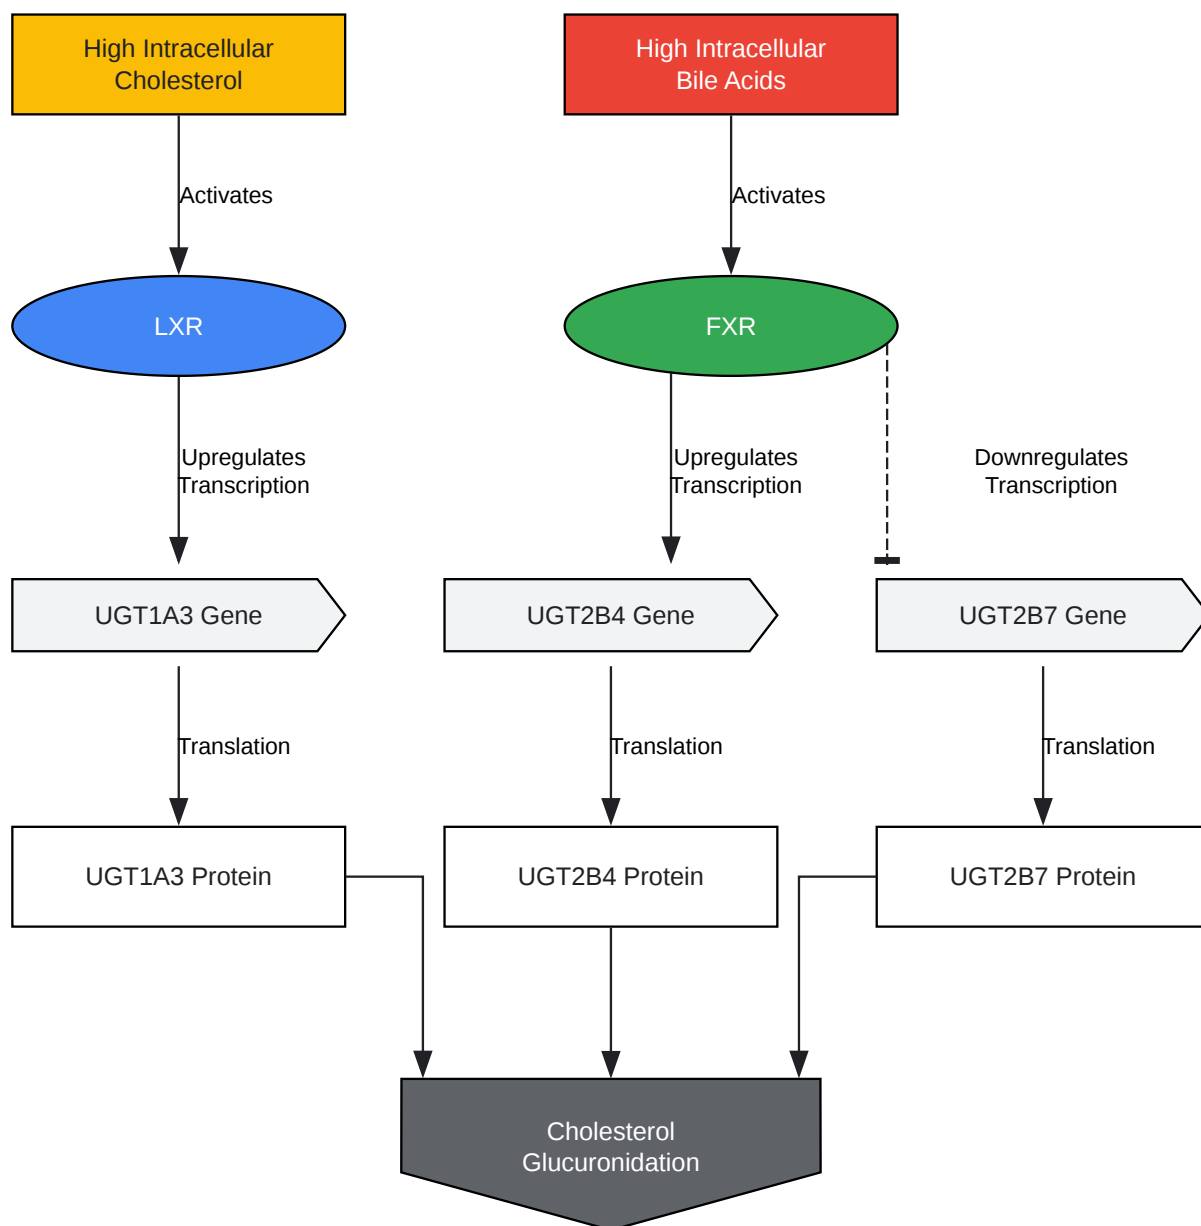 High Intracellular
Cholesterol
High Intracellular
Bile Acids
Activates
Activates
LXR
FXR
Upregulates
Transcription
Upregulates
Transcription
Downregulates
Transcription
UGT1A3 Gene
UGT2B4 Gene
UGT2B7 Gene
Translation
Translation
Translation
UGT1A3 Protein
UGT2B4 Protein
UGT2B7 Protein
Cholesterol
Glucuronidation